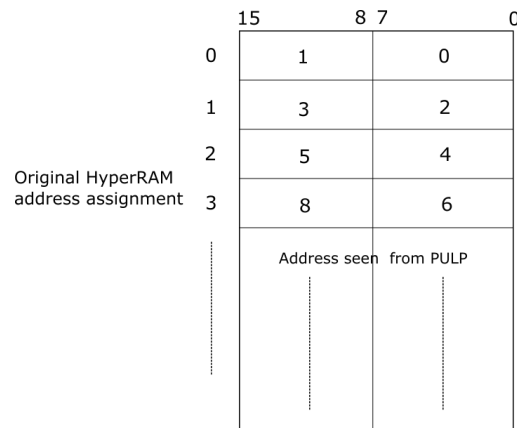 15 8 7 0
0 1 0
1 3 2
2 5 4
Original HyperRAM
address assignment 3 8 6
Address seen from PULP